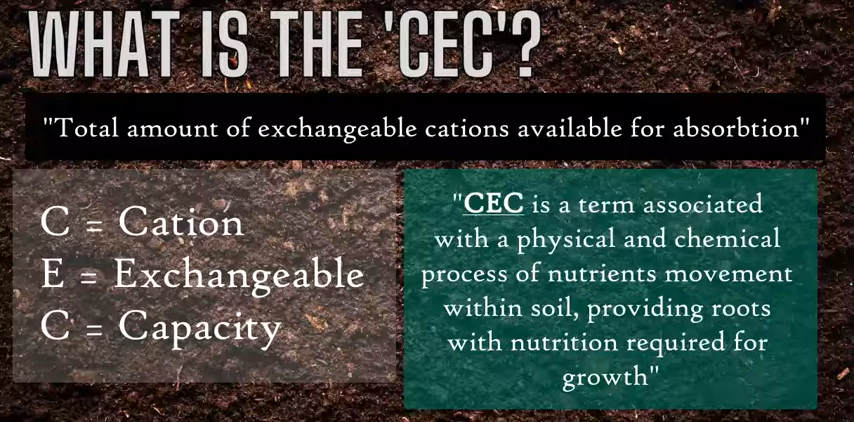 WHAT IS THE 'CEC'?
"Total amount of exchangeable cations available for absorbtion"
C = Cation
E = Exchangeable
C = Capacity
"CEC is a term associated
with a physical and chemical
process of nutrients movement
within soil, providing roots
with nutrition required for
growth"